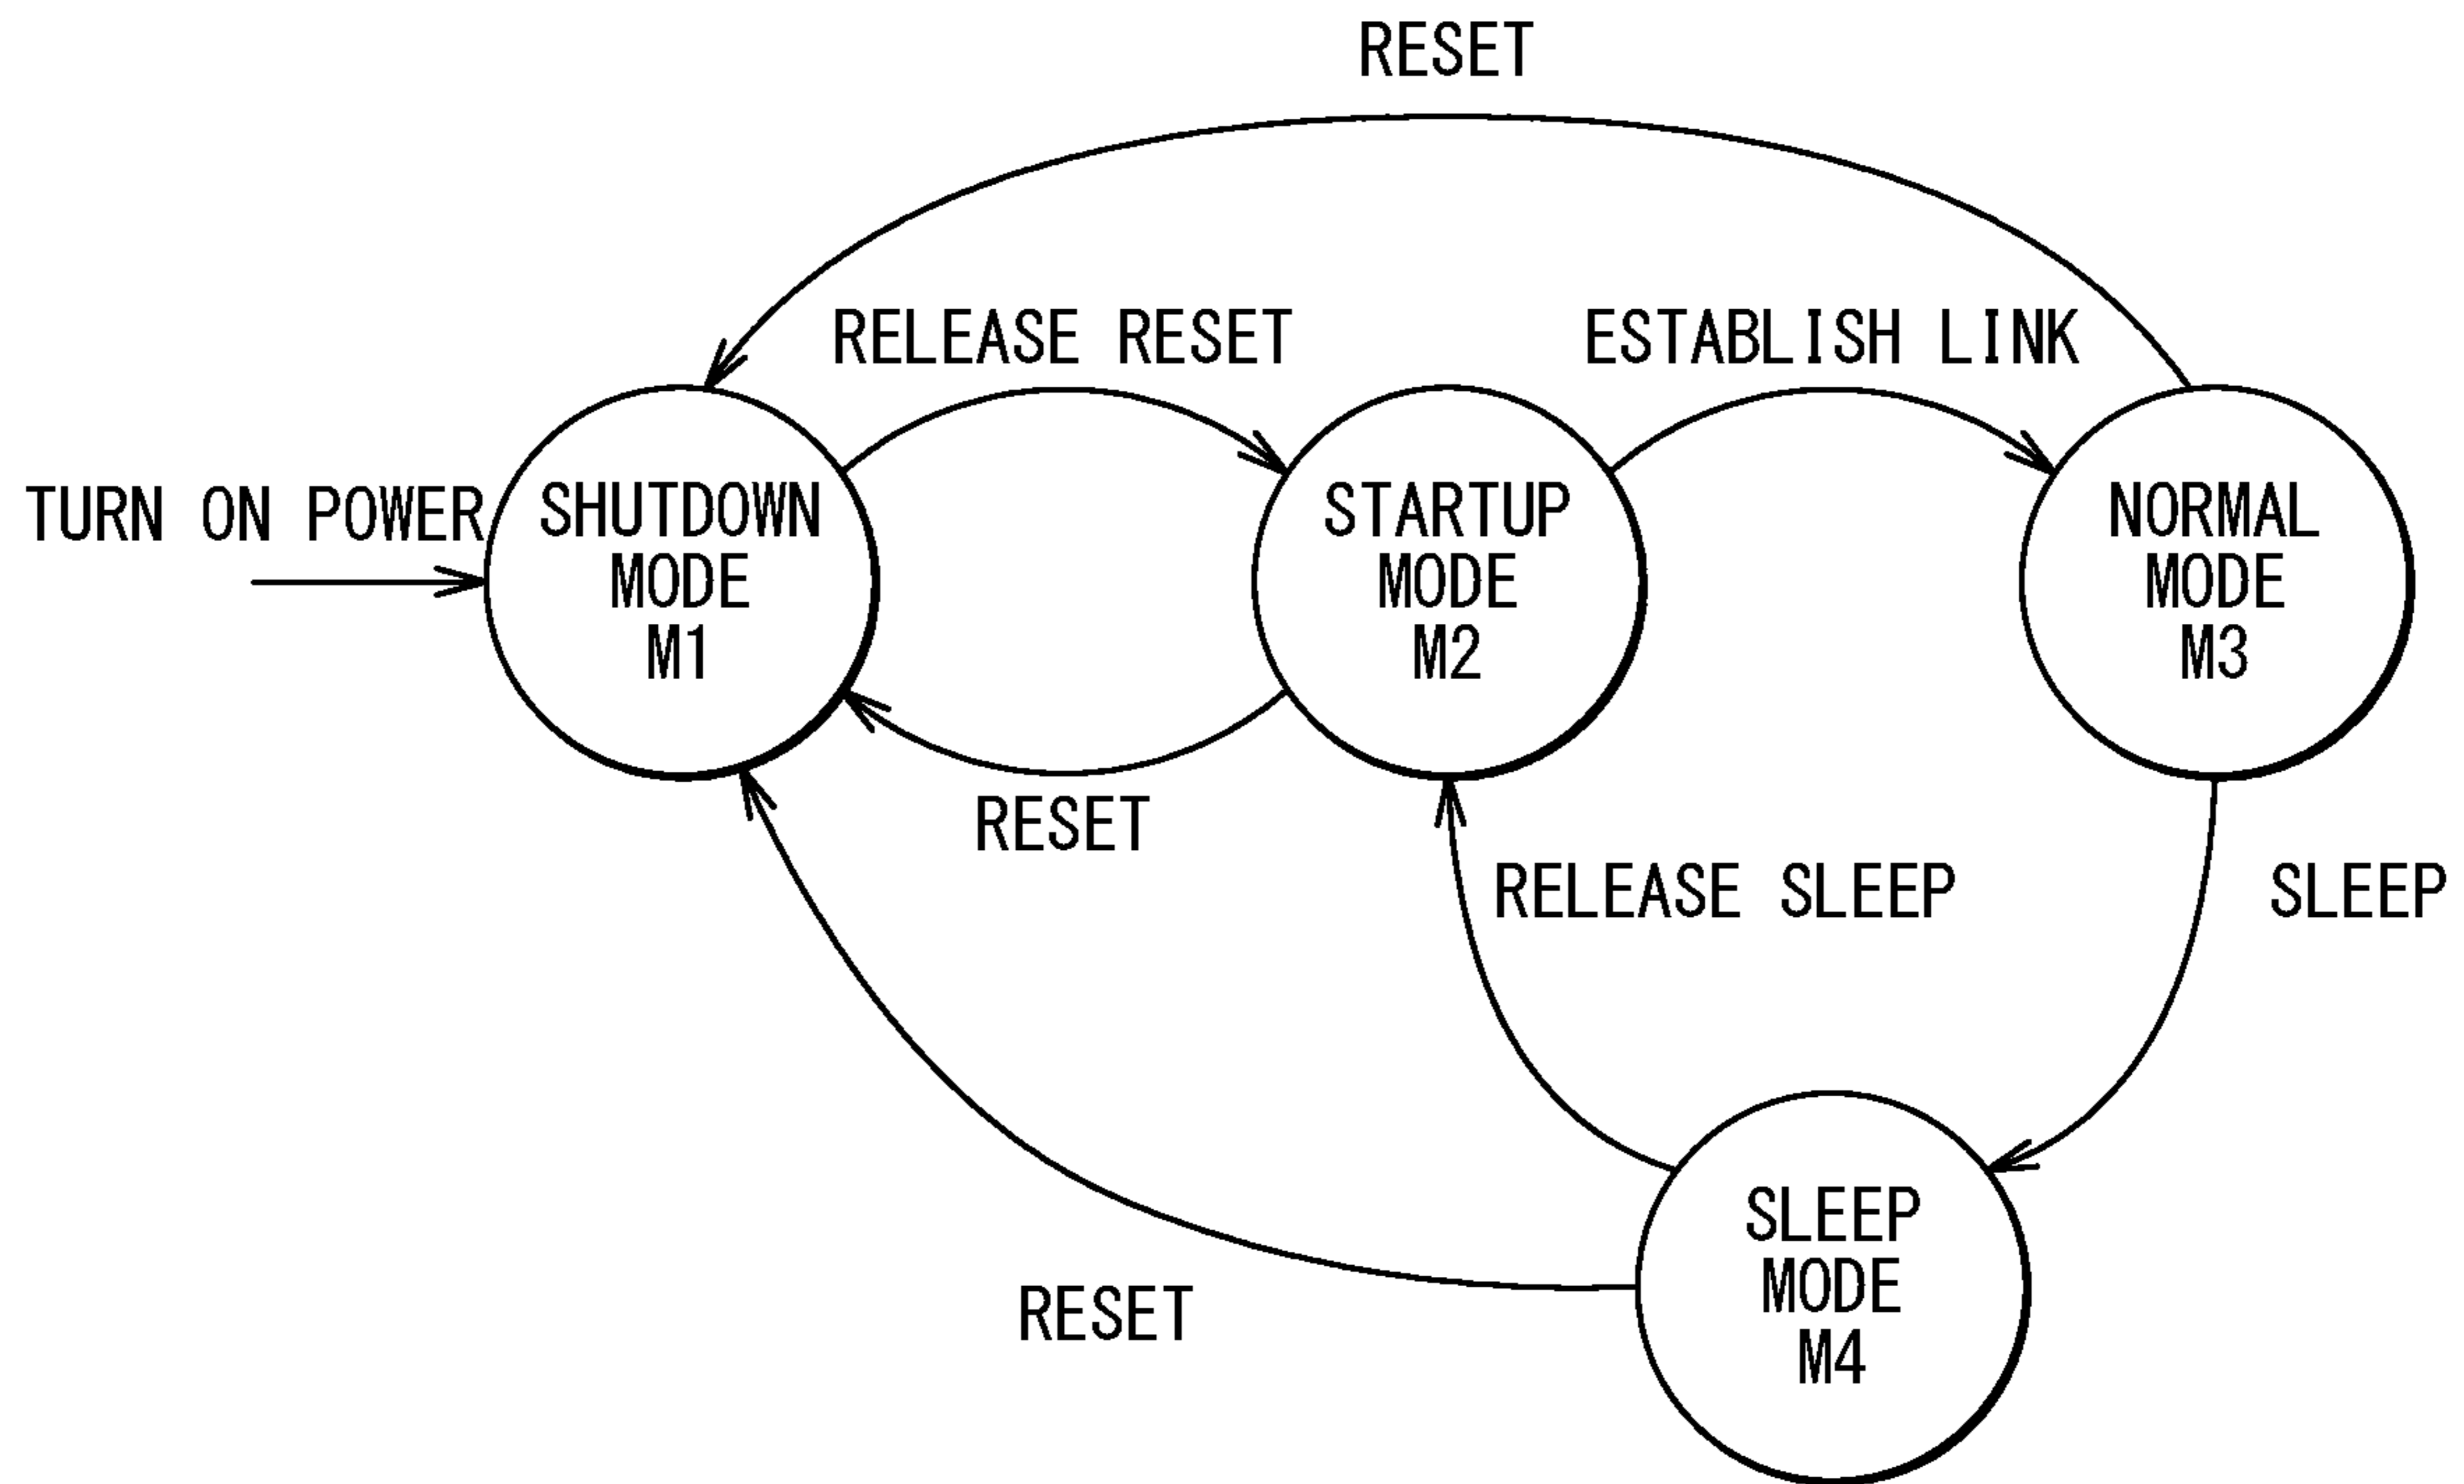 RESET
RELEASE RESET
ESTABLISH LINK
TURN ON POWER
SHUTDOWN
MODE
M1
STARTUP
MODE
M2
NORMAL
MODE
M3
RESET
RELEASE SLEEP
SLEEP
SLEEP
MODE
M4
RESET